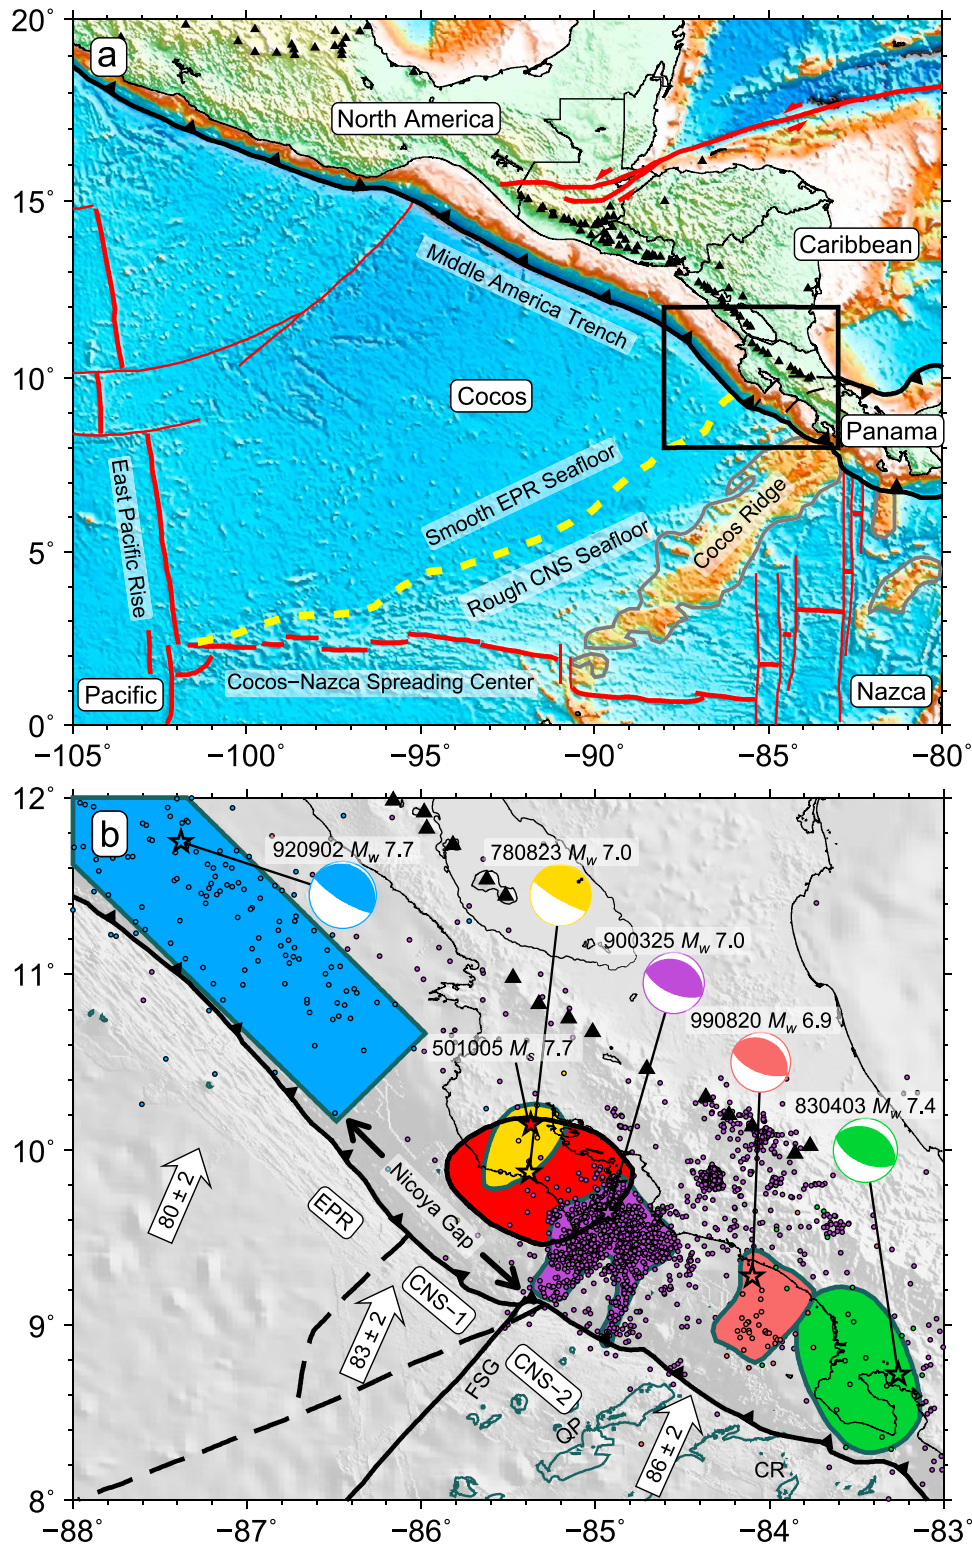 20°
a
North America
15°
Caribbean
Middle America Trench
10°
Cocos
Panama
Smooth EPR Seafloor
East Pacific Rise
Cocos Ridge
5°
Rough CNS Seafloor
Cocos−Nazca Spreading Center
Pacific
Nazca
0°
−105° −100° −95° −90° −85° −80°
12°
b
920902 Mw 7.7
780823 Mw 7.0
900325 Mw 7.0
11°
990820 Mw 6.9
501005 Ms 7.7
830403 Mw 7.4
10°
Nicoya Gap
80 ± 2
EPR
CNS−1
83 ± 2
9°
FSG
CNS−2
QP
86 ± 2
CR
8°
−88° −87° −86° −85° −84° −83°